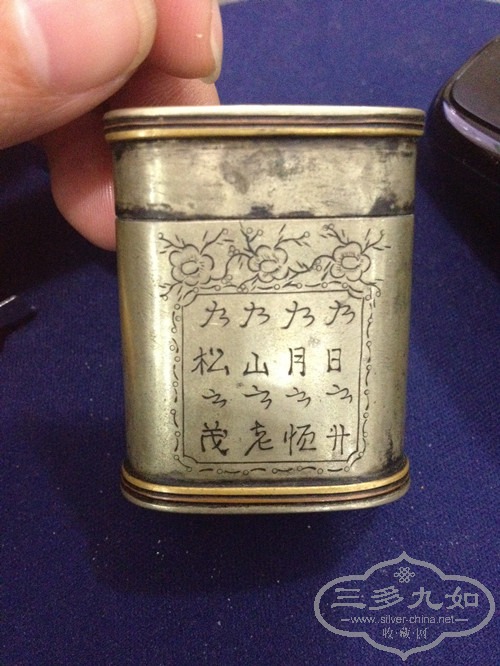 如日之升
如月之恒
如山之老
如松之茂
三多九如
www.silver-china.net
收·藏·网